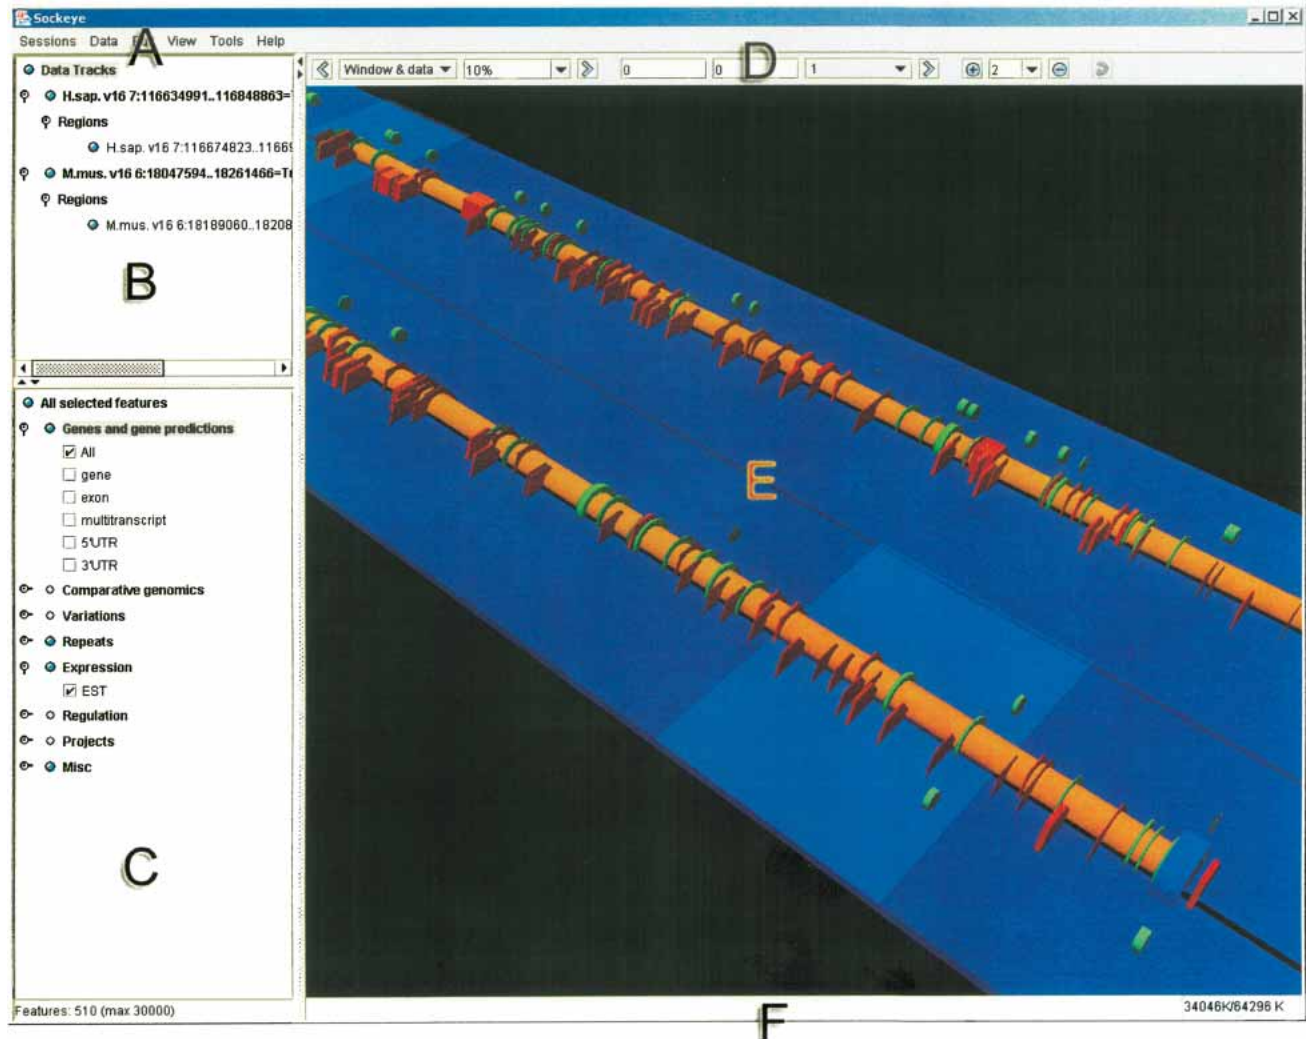 Sockeye
Sessions Data View Tools Help
A
Data Tracks
H.sap. v16 7:116634991..116848863=
Regions
H.sap. v16 7:116674823..1166
M.mus. v16 6:18047594..18261466=Tr
Regions
M.mus. v16 6:18189060..18208
B
All selected features
Genes and gene predictions
All
gene
exon
multitranscript
5'UTR
3'UTR
Comparative genomics
Variations
Repeats
Expression
EST
Regulation
Projects
Misc
C
Features: 510 (max 30000)
Window & data 10% 0 0 1 2
D
E
F
34046K/64296 K